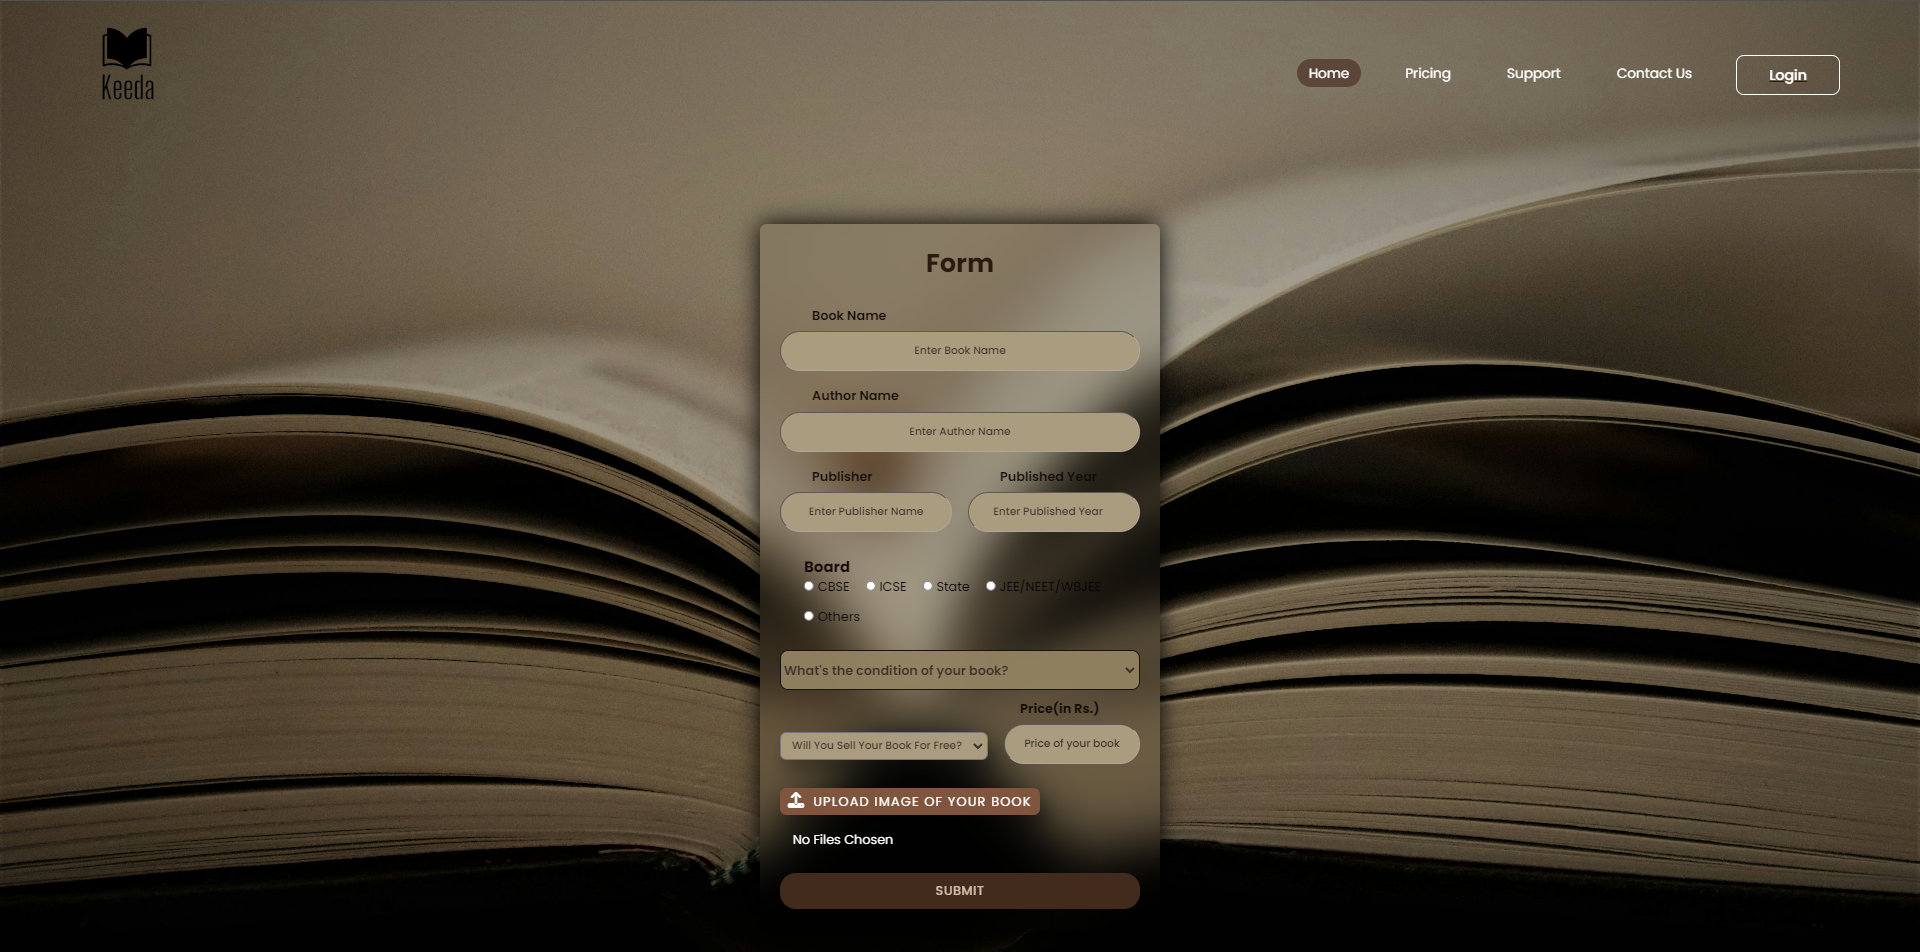 Keeda
Home Pricing Support Contact Us Login
Form
Book Name
Enter Book Name
Author Name
Enter Author Name
Publisher Published Year
Enter Publisher Name Enter Published Year
Board
CBSE ICSE State JEE/NEET/WBJEE
Others
What's the condition of your book?
Price(in Rs.)
Will You Sell Your Book For Free? Price of your book
UPLOAD IMAGE OF YOUR BOOK
No Files Chosen
SUBMIT